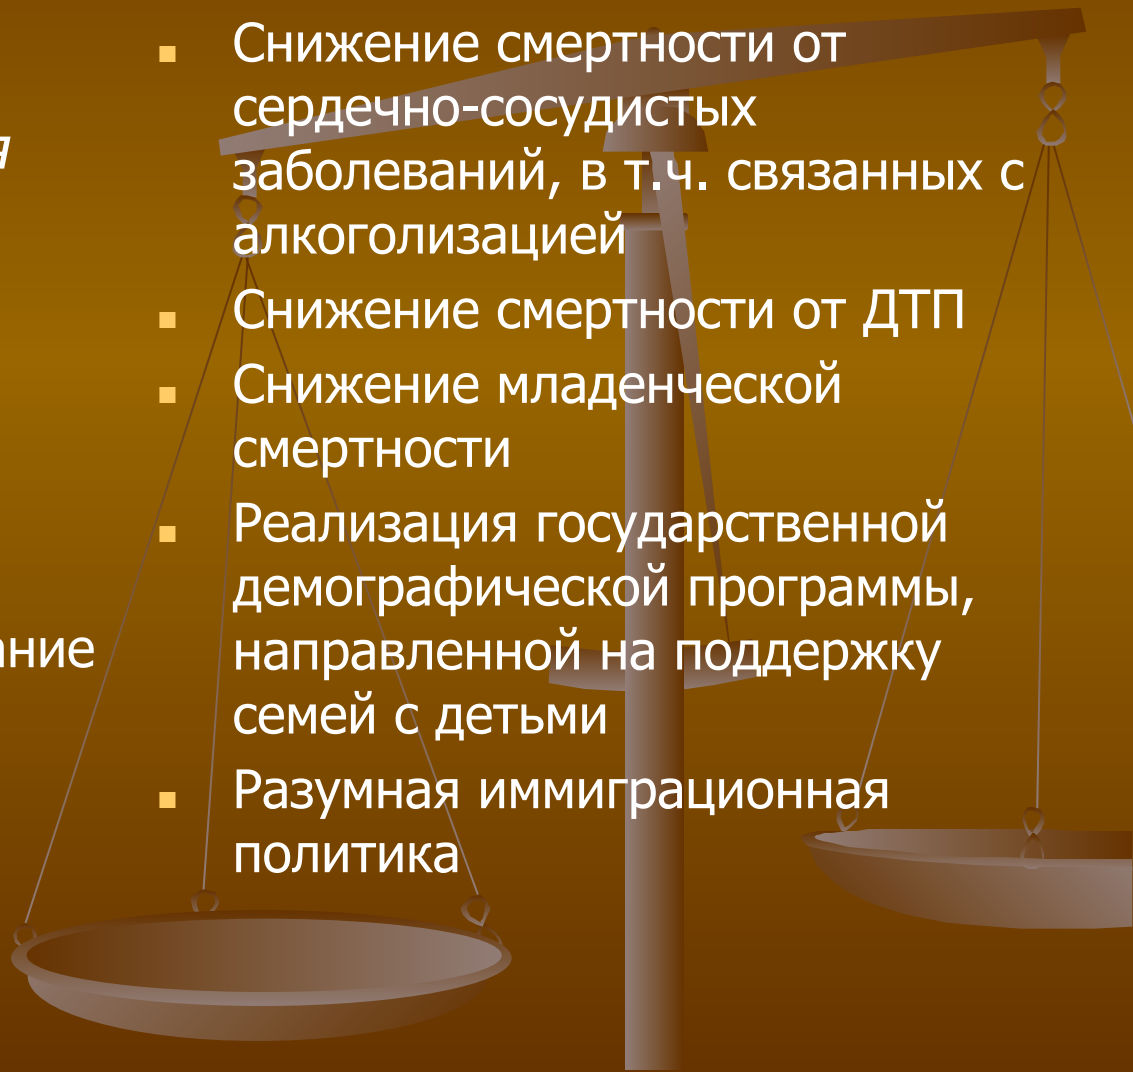 Снижение смертности от
сердечно-сосудистых
заболеваний, в т.ч. связанных с
алкоголизацией
Снижение смертности от ДТП
Снижение младенческой
смертности
Реализация государственной
демографической программы,
направленной на поддержку
семей с детьми
Разумная иммиграционная
политика